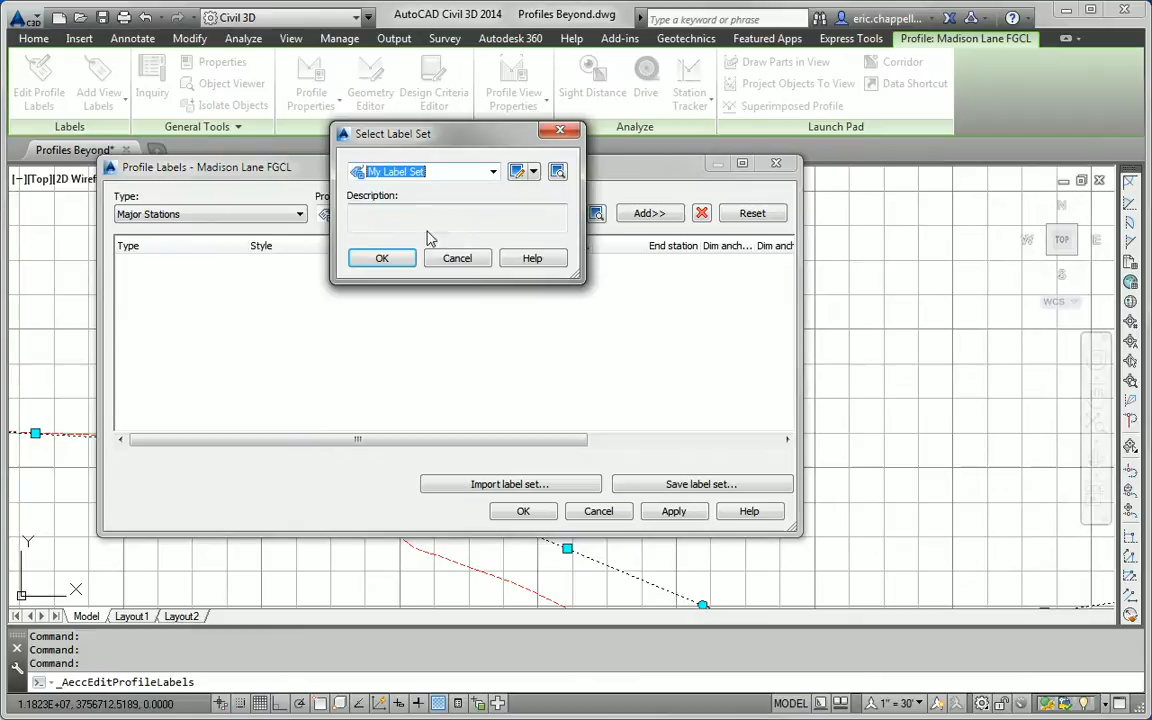 C3D
Civil 3D
AutoCAD Civil 3D 2014 Profiles Beyond.dwg
Type a keyword or phrase
eric.chappell...
Home Insert Annotate Modify Analyze View Manage Output Survey Autodesk 360 Help Add-ins Geotechnics Featured Apps Express Tools Profile: Madison Lane FGCL
Edit Profile Labels
Add View Labels
Inquiry
Properties
Object Viewer
Isolate Objects
Profile Properties
Geometry Editor
Design Criteria Editor
Profile View Properties
Sight Distance
Drive
Station Tracker
Draw Parts in View
Project Objects To View
Superimposed Profile
Corridor
Data Shortcut
Labels General Tools Analyze Launch Pad
Profiles Beyond*
[−][Top][2D Wiref
Select Label Set
My Label Set
Description:
OK Cancel Help
Profile Labels - Madison Lane FGCL
Type:
Major Stations
Add>> Reset
Type Style End station Dim anch... Dim anch
Import label set... Save label set...
OK Cancel Apply Help
N
W TOP E
S
WCS
Y
X
Model Layout1 Layout2
Command:
Command:
Command:
_AeccEditProfileLabels
1.1823E+07, 3756712.5189, 0.0000
MODEL
1" = 30'